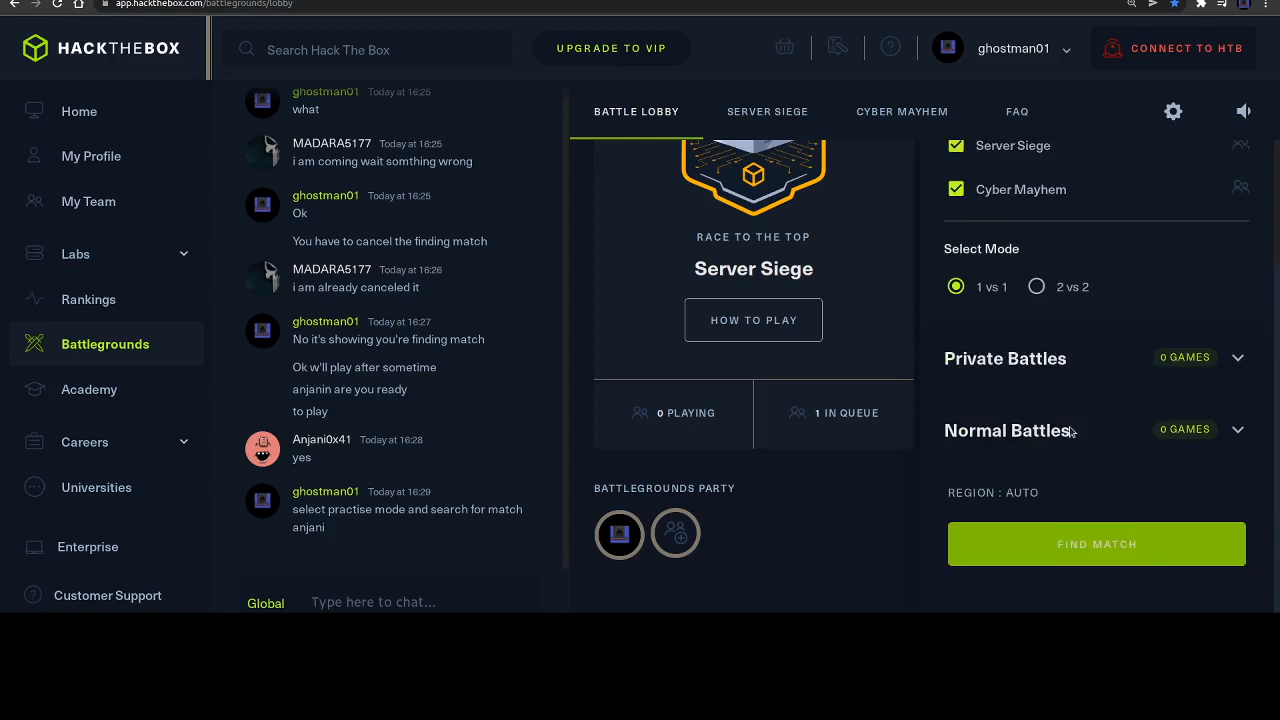 app.hackthebox.com/battlegrounds/lobby
HACKTHEBOX
Search Hack The Box
UPGRADE TO VIP
ghostman01
CONNECT TO HTB
Home
My Profile
My Team
Labs
Rankings
Battlegrounds
Academy
Careers
Universities
Enterprise
Customer Support
ghostman01 Today at 16:25
what
MADARA5177 Today at 16:25
i am coming wait somthing wrong
ghostman01 Today at 16:25
Ok
You have to cancel the finding match
MADARA5177 Today at 16:26
i am already canceled it
ghostman01 Today at 16:27
No it's showing you're finding match
Ok w'll play after sometime
anjanin are you ready
to play
Anjani0x41 Today at 16:28
yes
ghostman01 Today at 16:29
select practise mode and search for match
anjani
Global Type here to chat...
BATTLE LOBBY SERVER SIEGE CYBER MAYHEM FAQ
RACE TO THE TOP
Server Siege
HOW TO PLAY
0 PLAYING 1 IN QUEUE
BATTLEGROUNDS PARTY
Server Siege
Cyber Mayhem
Select Mode
1 vs 1 2 vs 2
Private Battles 0 GAMES
Normal Battles 0 GAMES
REGION : AUTO
FIND MATCH